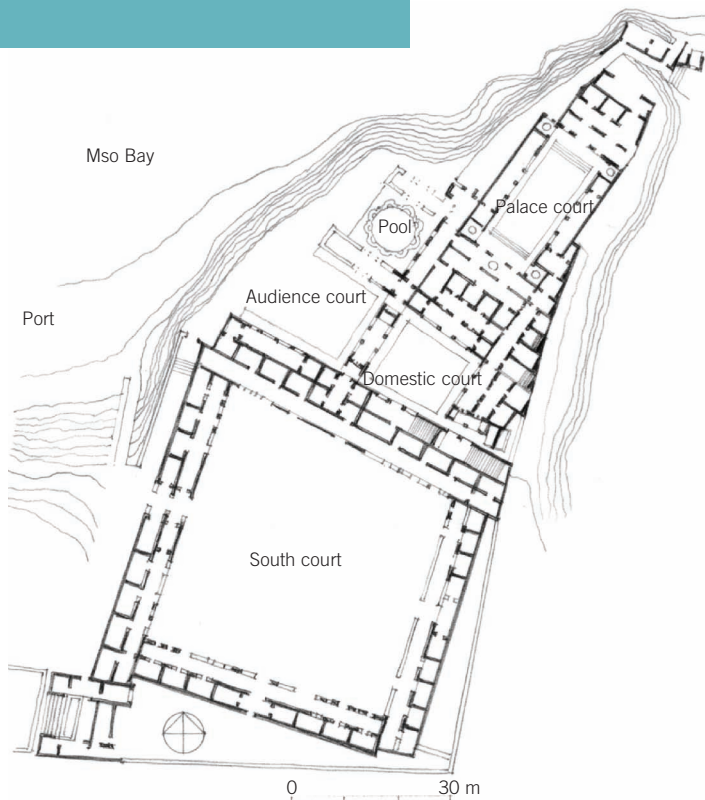 Mso Bay
Palace court
Pool
Audience court
Port
Domestic court
South court
0 30 m